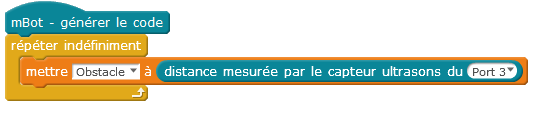 mBot - générer le code
répéter indéfiniment
mettre Obstacle à distance mesurée par le capteur ultrasons du Port 3